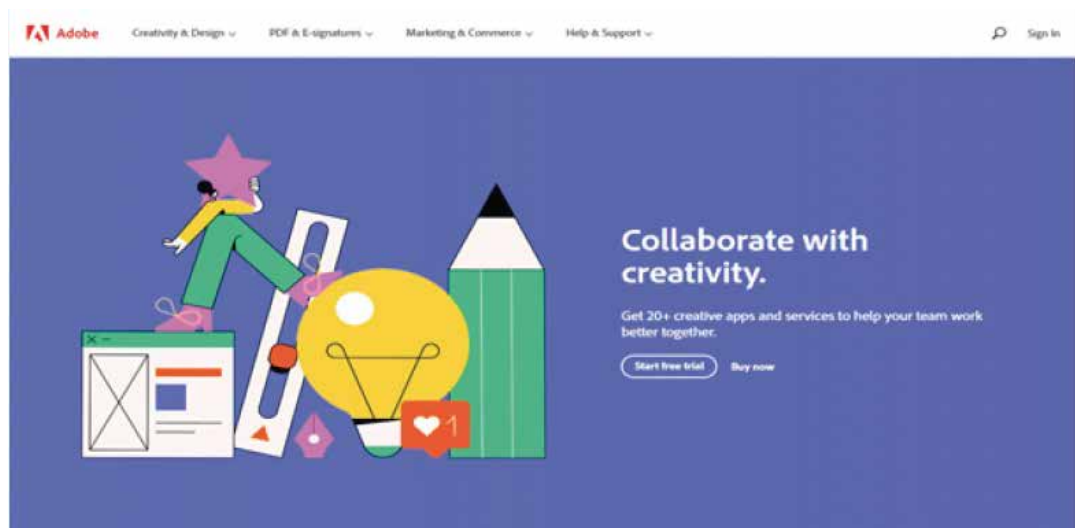 Adobe
Creativity & Design
PDF & E-signatures
Marketing & Commerce
Help & Support
Sign In
Collaborate with
creativity.
Get 20+ creative apps and services to help your team work
better together.
Start free trial
Buy now
1